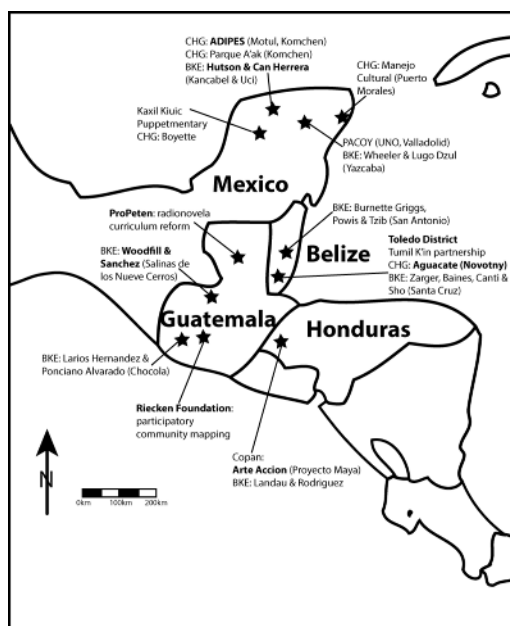 CHG: ADIPES (Motul, Komchen)
CHG: Parque A'ak (Komchen)
BKE: Hutson & Can Herrera
(Kancabel & Uci)
CHG: Manejo
Cultural (Puerto
Morales)
Kaxil Kiuic
Puppetmentary
CHG: Boyette
PACOY (UNO, Valladolid)
BKE: Wheeler & Lugo Dzul
(Yazcaba)
Mexico
ProPeten: radionovela
curriculum reform
BKE: Burnette Griggs,
Powis & Tzib (San Antonio)
BKE: Woodfill &
Sanchez (Salinas de
los Nueve Cerros)
Belize
Toledo District
Tumil K'in partnership
CHG: Aguacate (Novotny)
BKE: Zarger, Baines, Canti &
Sho (Santa Cruz)
Guatemala
Honduras
BKE: Larios Hernandez &
Ponciano Alvarado (Chocola)
Riecken Foundation:
participatory
community mapping
Copan:
Arte Accion (Proyecto Maya)
BKE: Landau & Rodriguez
N
0km 100km 200km